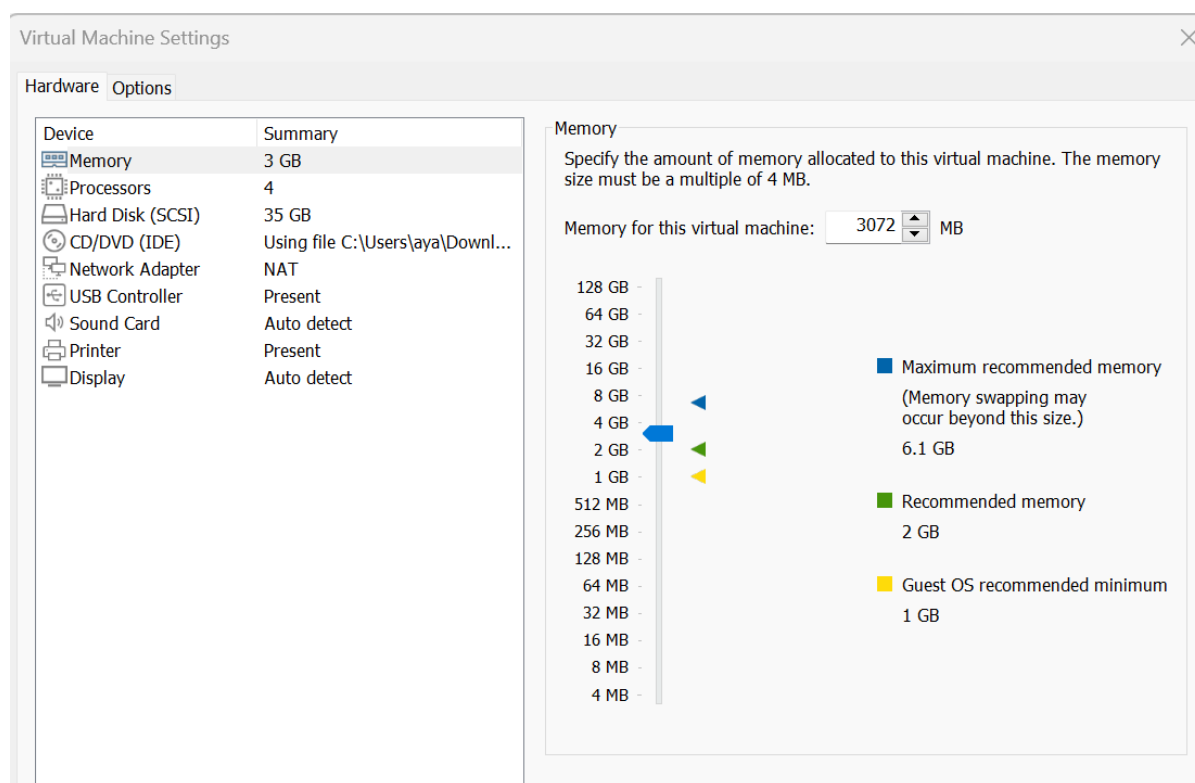 Virtual Machine Settings
Hardware Options
Device Summary
Memory 3 GB
Processors 4
Hard Disk (SCSI) 35 GB
CD/DVD (IDE) Using file C:\Users\aya\Downl...
Network Adapter NAT
USB Controller Present
Sound Card Auto detect
Printer Present
Display Auto detect
Memory
Specify the amount of memory allocated to this virtual machine. The memory
size must be a multiple of 4 MB.
Memory for this virtual machine: 3072 MB
128 GB
64 GB
32 GB
16 GB
8 GB
4 GB
2 GB
1 GB
512 MB
256 MB
128 MB
64 MB
32 MB
16 MB
8 MB
4 MB
Maximum recommended memory
(Memory swapping may
occur beyond this size.)
6.1 GB
Recommended memory
2 GB
Guest OS recommended minimum
1 GB